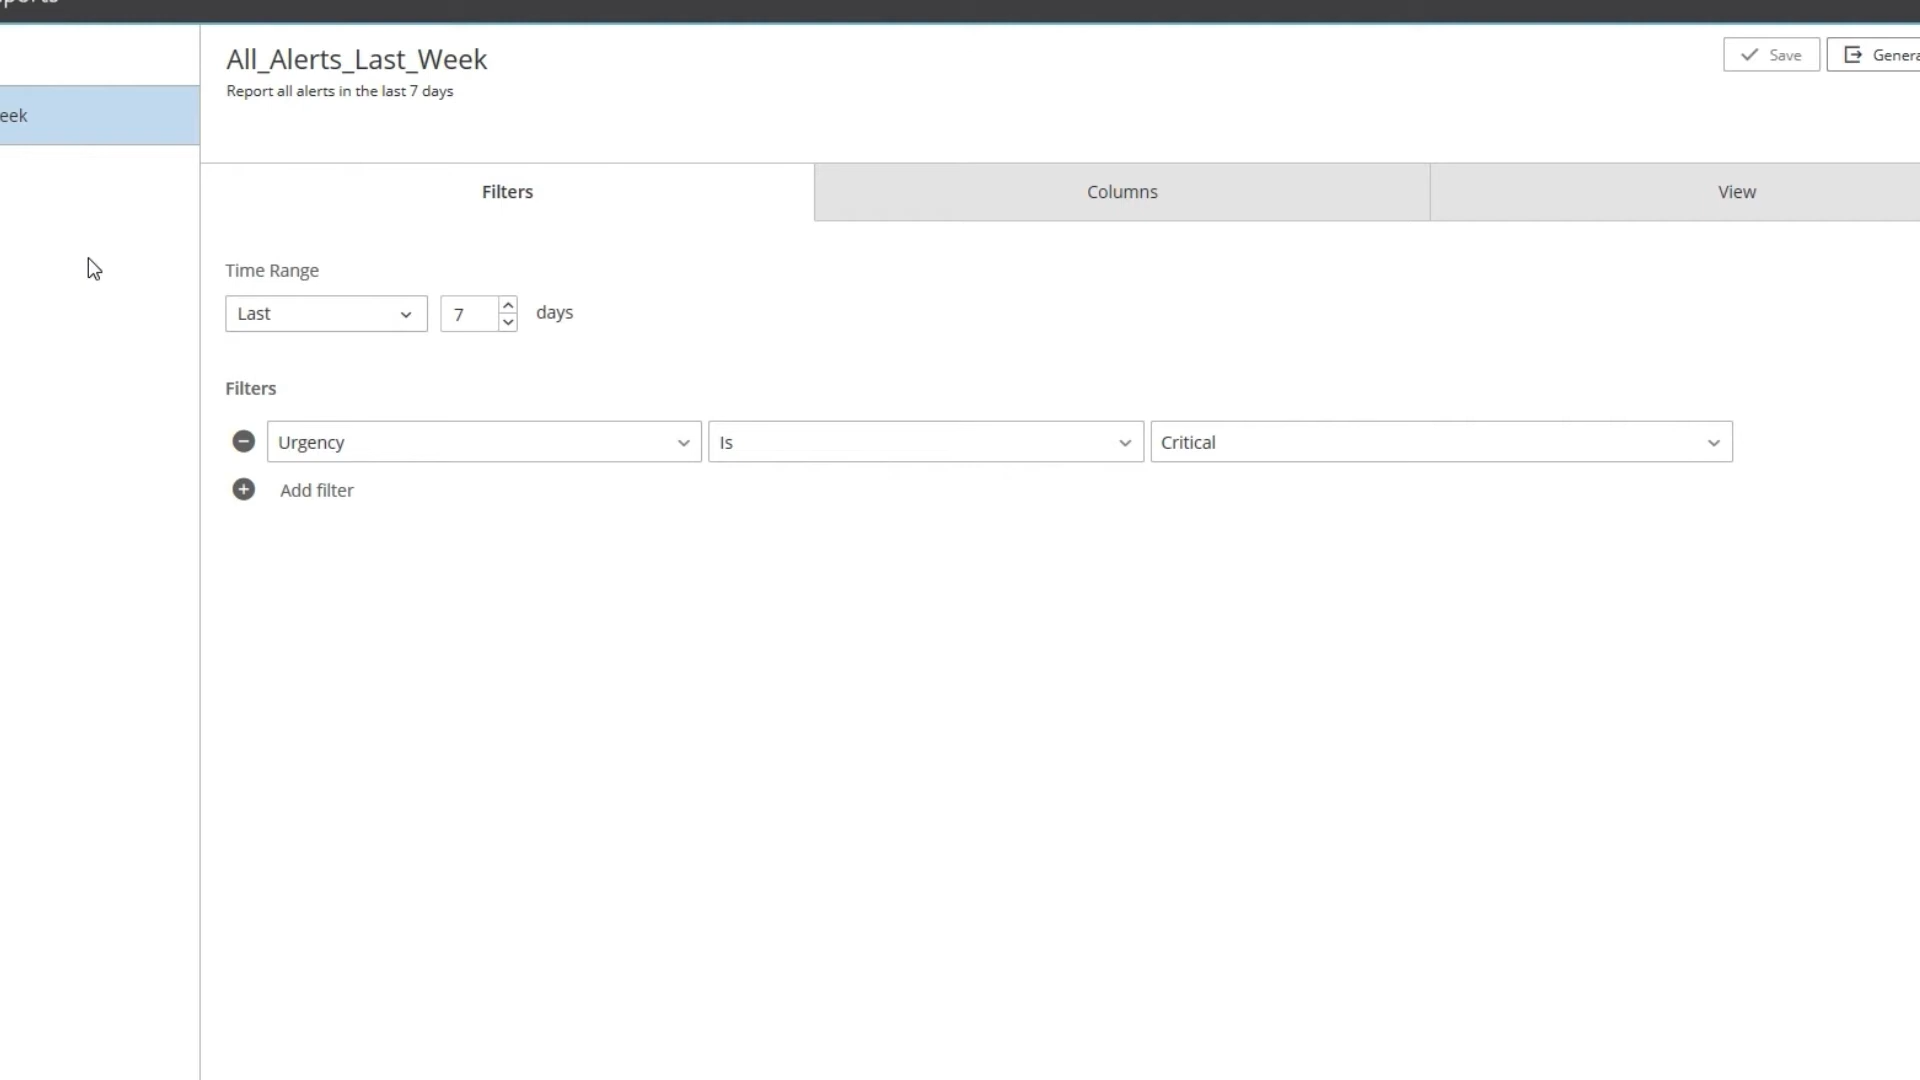 All_Alerts_Last_Week
Save
Report all alerts in the last 7 days
Filters
Columns
View
Time Range
Last
7
days
Filters
Urgency
Is
Critical
Add filter